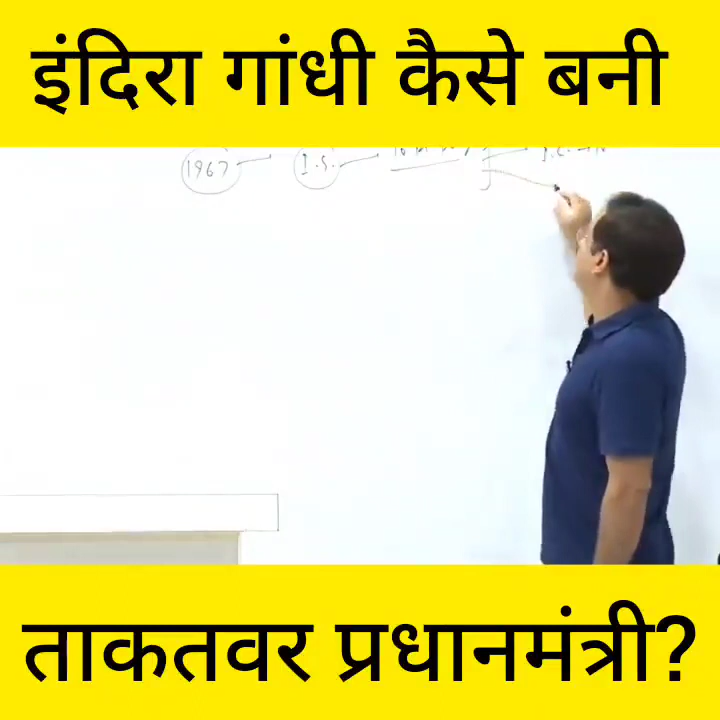 इंदिरा गांधी कैसे बनी
1967 I.S.
ताकतवर प्रधानमंत्री?